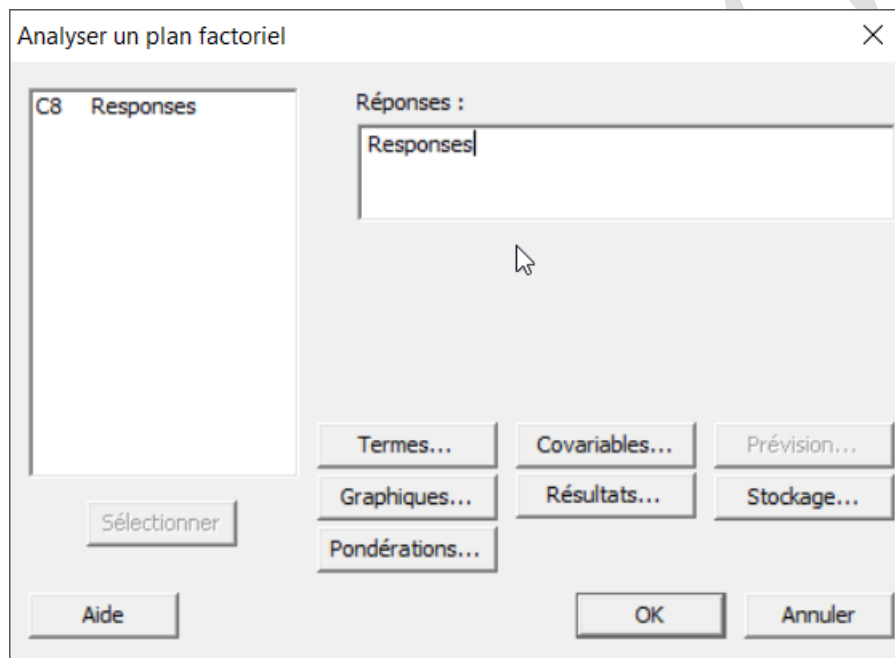 Analyser un plan factoriel
C8 Responses
Réponses :
Responses
Termes... Covariables... Prévision...
Graphiques... Résultats... Stockage...
Sélectionner
Pondérations...
Aide OK Annuler